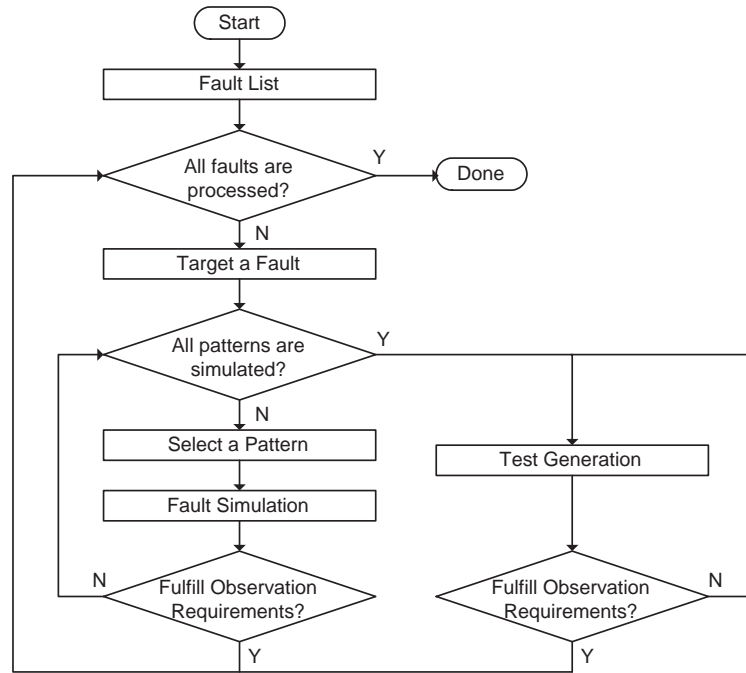 Start
Fault List
All faults are
processed?
Y
Done
N
Target a Fault
All patterns are
simulated?
Y
N
Select a Pattern
Test Generation
Fault Simulation
N
Fulfill Observation
Requirements?
Y
Fulfill Observation
Requirements?
N
Y